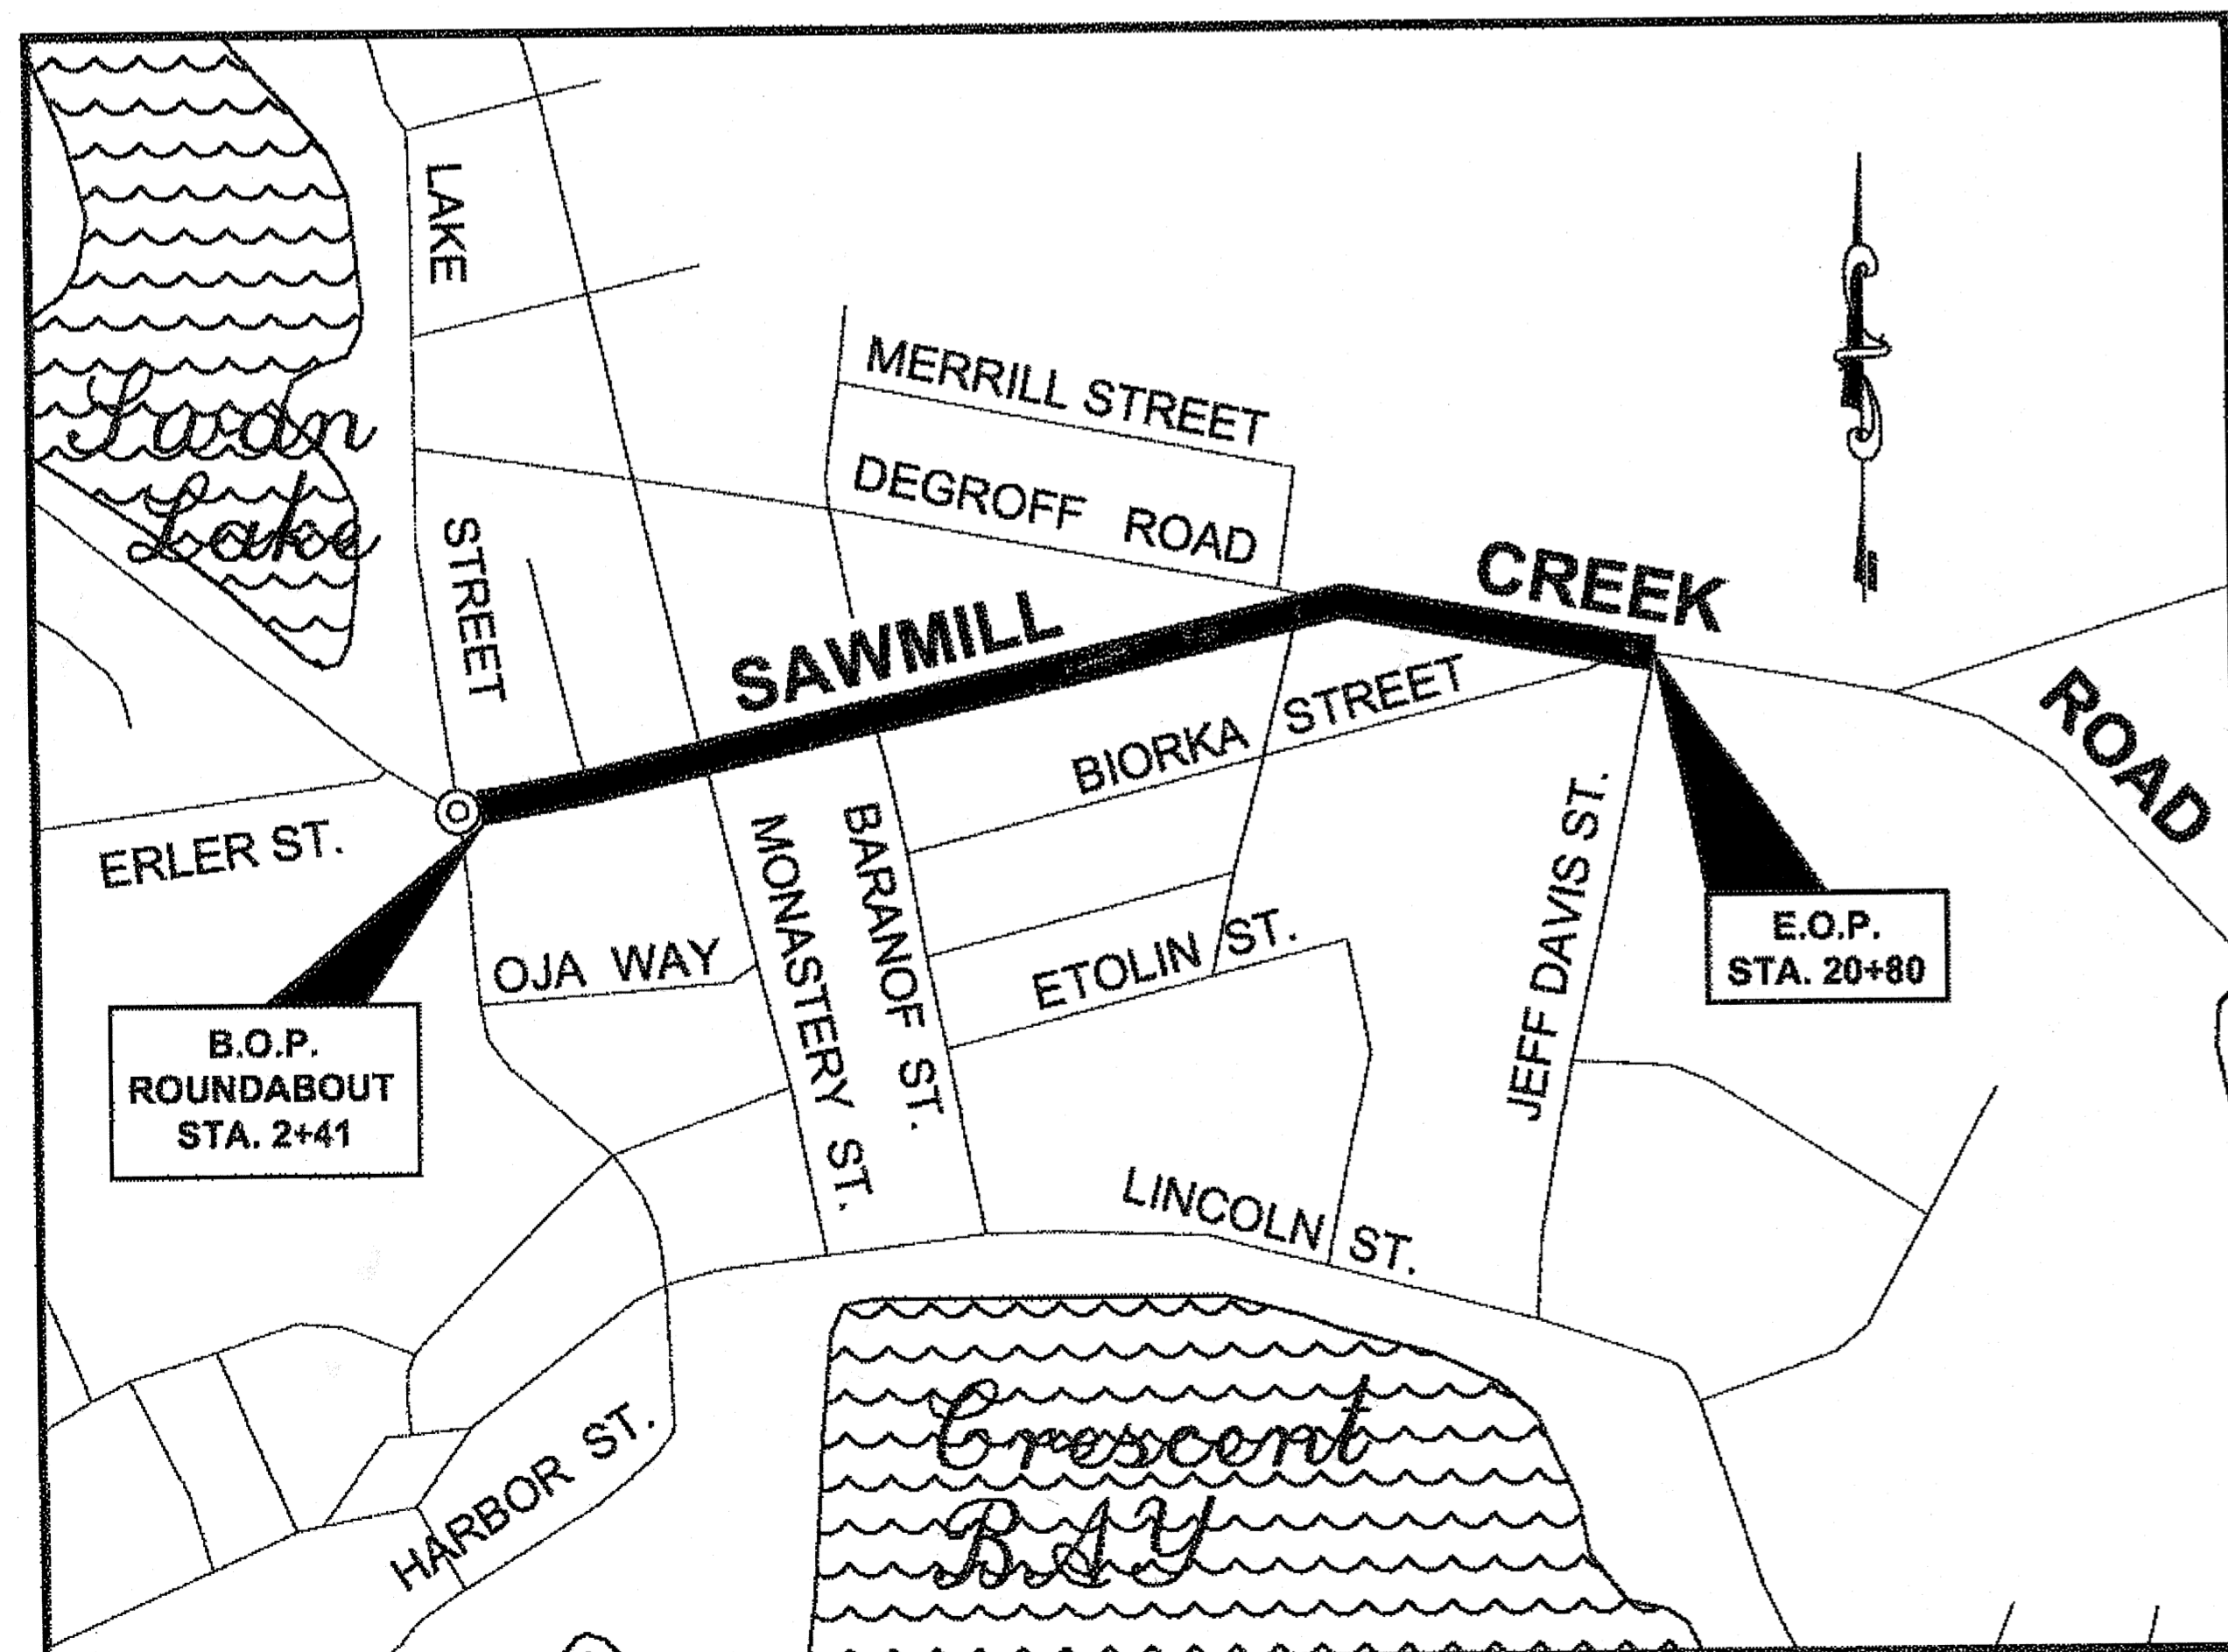 LAKE
STREET
Swan
Lake
MERRILL STREET
DEGROFF ROAD
SAWMILL
CREEK
ROAD
BIORKA STREET
ERLER ST.
OJA WAY
MONASTERY ST.
BARANOF ST.
ETOLIN ST.
JEFF DAVIS ST.
E.O.P.
STA. 20+80
B.O.P.
ROUNDABOUT
STA. 2+41
LINCOLN ST.
HARBOR ST.
Crescent
BAY